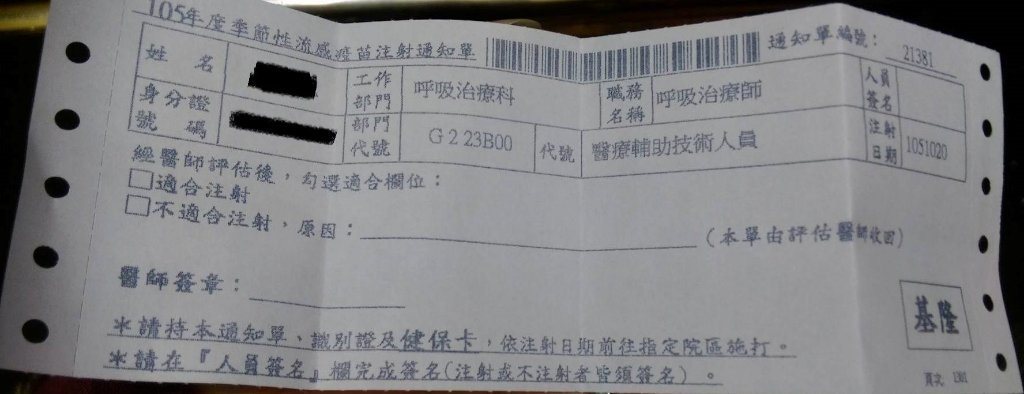 105年度季節性流感疫苗注射通知單 通知單編號：21381
姓名 工作部門 呼吸治療科 職務名稱 呼吸治療師 人員簽名
身分證號碼 部門代號 G 2 23B00 代號 醫療輔助技術人員 注射日期 1051020
經醫師評估後，勾選適合欄位：
□適合注射
□不適合注射，原因： (本單由評估醫師收回)
醫師簽章：
基隆
＊請持本通知單、識別證及健保卡，依注射日期前往指定院區施打。
＊請在『人員簽名』欄完成簽名(注射或不注射者皆須簽名)。
頁次